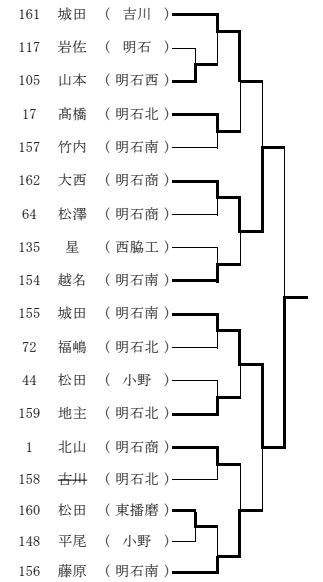 161 城田 ( 吉川 )
117 岩佐 ( 明石 )
105 山本 ( 明石西 )
17 髙橋 ( 明石北 )
157 竹内 ( 明石南 )
162 大西 ( 明石商 )
64 松澤 ( 明石商 )
135 星 ( 西脇工 )
154 越名 ( 明石南 )
155 城田 ( 明石南 )
72 福嶋 ( 明石北 )
44 松田 ( 小野 )
159 地主 ( 明石北 )
1 北山 ( 明石商 )
158 古川 ( 明石北 )
160 松田 ( 東播磨 )
148 平尾 ( 小野 )
156 藤原 ( 明石南 )